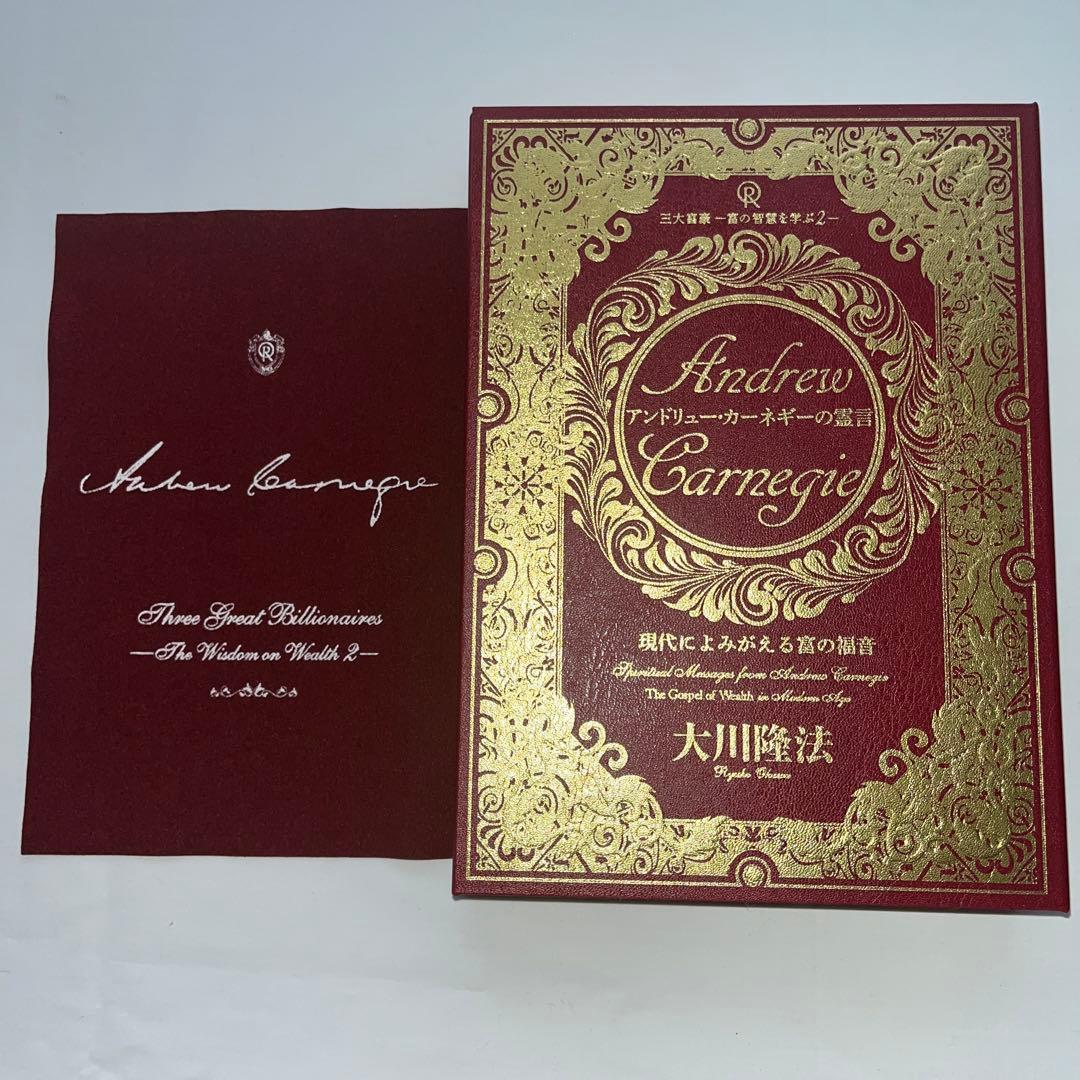 R
Andrew Carnegie
Three Great Billionaires
—The Wisdom on Wealth 2—
R
三大富豪 ―富の智慧を学ぶ2―
Andrew
アンドリュー・カーネギーの霊言
Carnegie
現代によみがえる富の福音
Spiritual Messages from Andrew Carnegie
The Gospel of Wealth in Modern Age
大川隆法
Ryuho Okawa